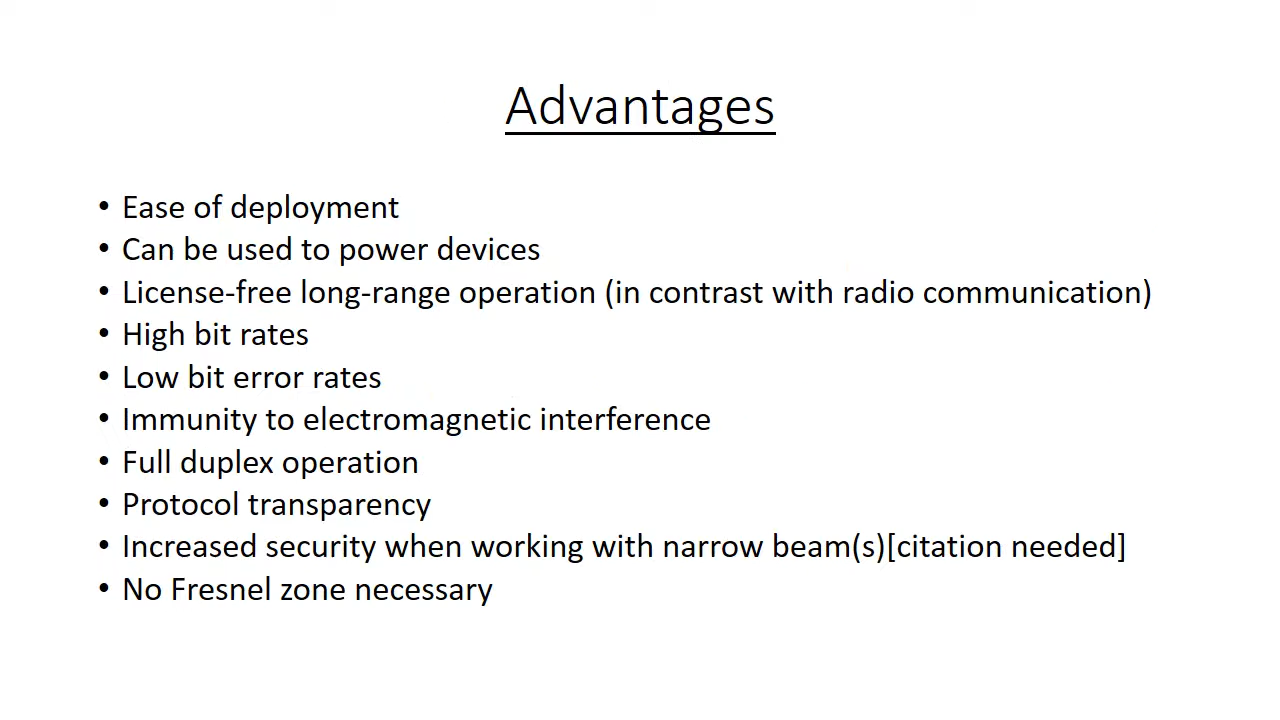 Advantages
• Ease of deployment
• Can be used to power devices
• License-free long-range operation (in contrast with radio communication)
• High bit rates
• Low bit error rates
• Immunity to electromagnetic interference
• Full duplex operation
• Protocol transparency
• Increased security when working with narrow beam(s)[citation needed]
• No Fresnel zone necessary